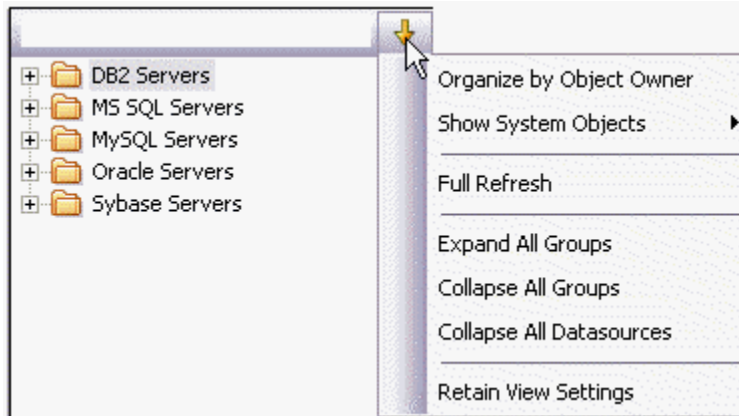 DB2 Servers
MS SQL Servers
MySQL Servers
Oracle Servers
Sybase Servers
Organize by Object Owner
Show System Objects
Full Refresh
Expand All Groups
Collapse All Groups
Collapse All Datasources
Retain View Settings